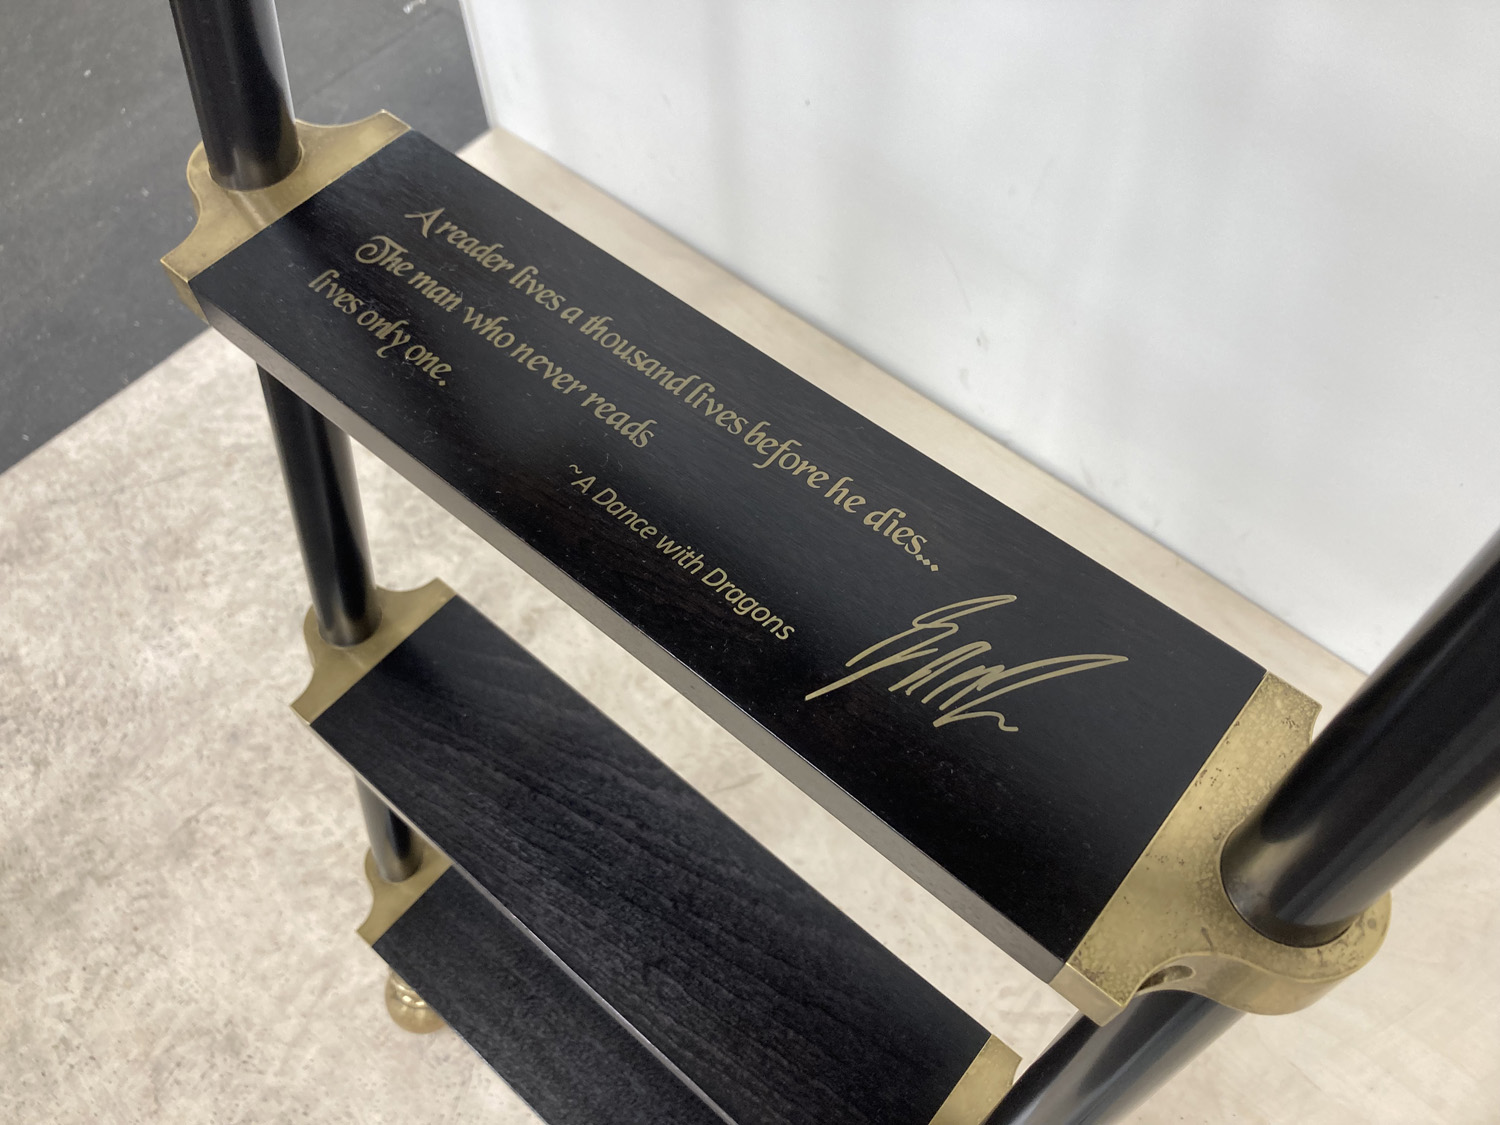 A reader lives a thousand lives before he dies...
The man who never reads
lives only one.
~A Dance with Dragons